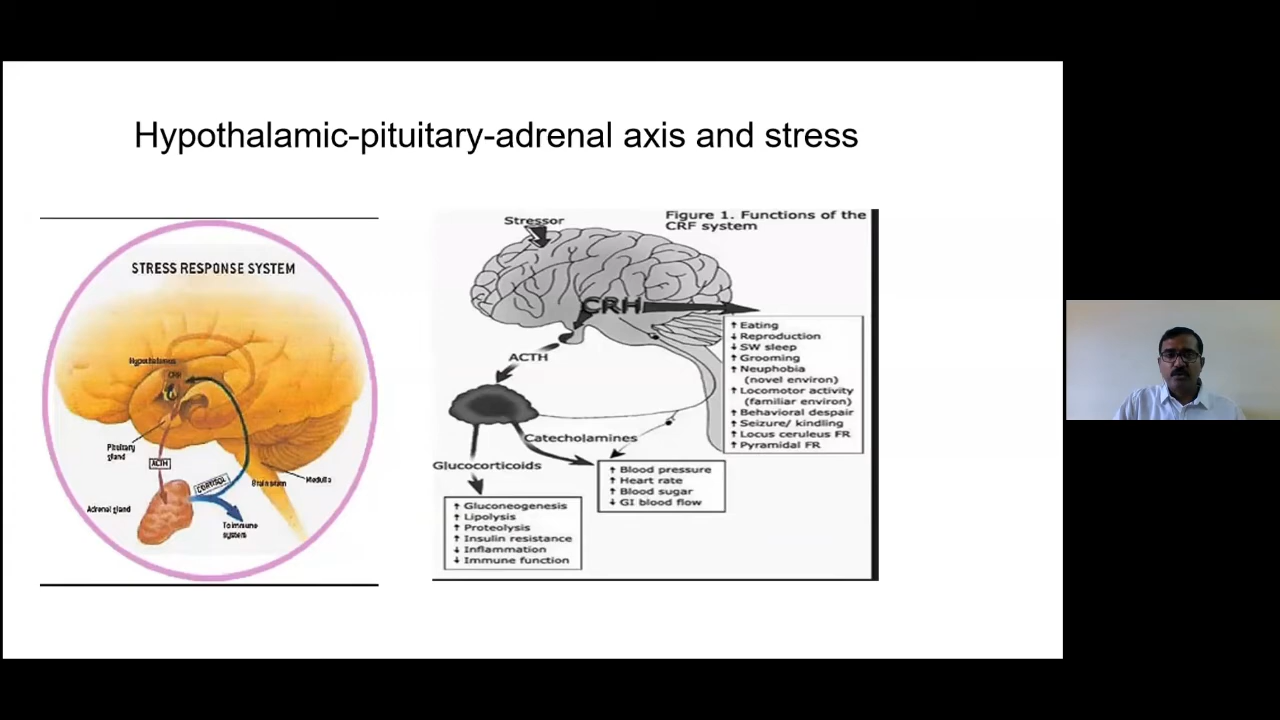 Hypothalamic-pituitary-adrenal axis and stress
STRESS RESPONSE SYSTEM
Hypothalamus
CRH
Pituitary
gland
ACTH
CORTISOL
Brain stem
Medulla
Adrenal gland
To immune
system
Figure 1. Functions of the
CRF system
Stressor
CRH
ACTH
↑ Eating
↓ Reproduction
↓ SW sleep
↑ Grooming
↑ Neuphobia
(novel environ)
↑ Locomotor activity
(familiar environ)
↑ Behavioral despair
↑ Seizure/ kindling
↑ Locus ceruleus FR
↑ Pyramidal FR
Catecholamines
Glucocorticoids
↑ Blood pressure
↑ Heart rate
↑ Blood sugar
↓ GI blood flow
↑ Gluconeogenesis
↑ Lipolysis
↑ Proteolysis
↑ Insulin resistance
↓ Inflammation
↓ Immune function